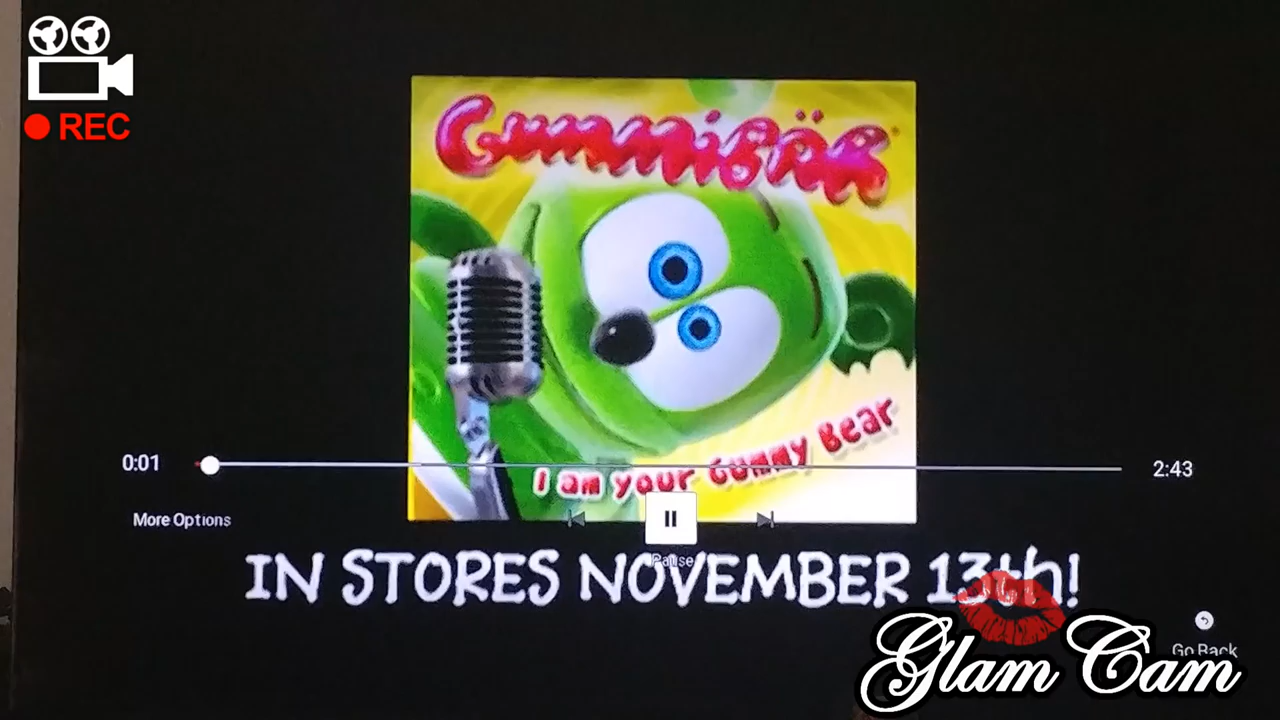 REC
Gummibär
I am your Gummy Bear
0:01
2:43
More Options
Pause
IN STORES NOVEMBER 13th!
Go Back
Glam Cam